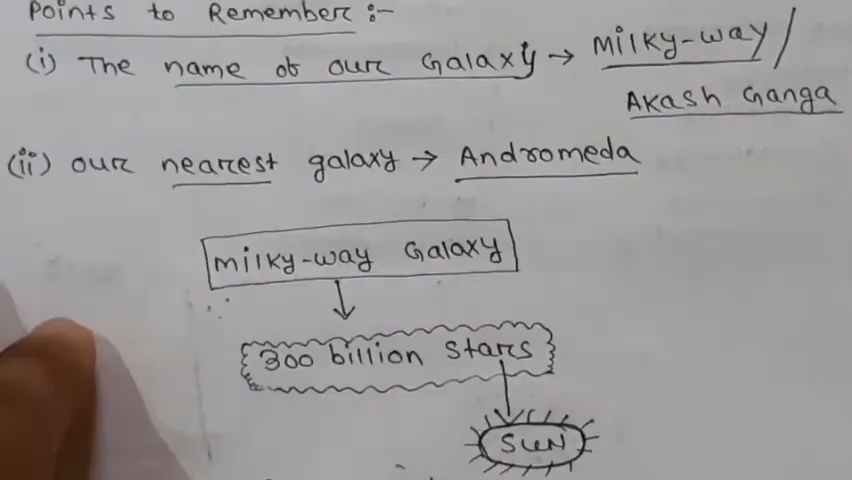 Points to Remember :-
(i) The name of our Galaxy → Milky-way /
Akash Ganga
(ii) our nearest galaxy → Andromeda
Milky-way Galaxy
300 billion Stars
SUN